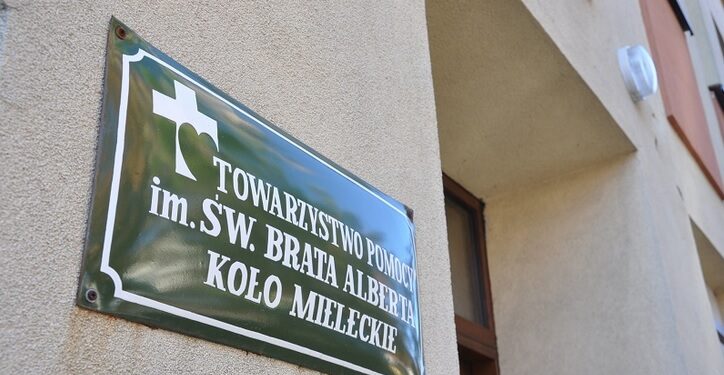 TOWARZYSTWO POMOCY
im. ŚW. BRATA ALBERTA
KOŁO MIELECKIE